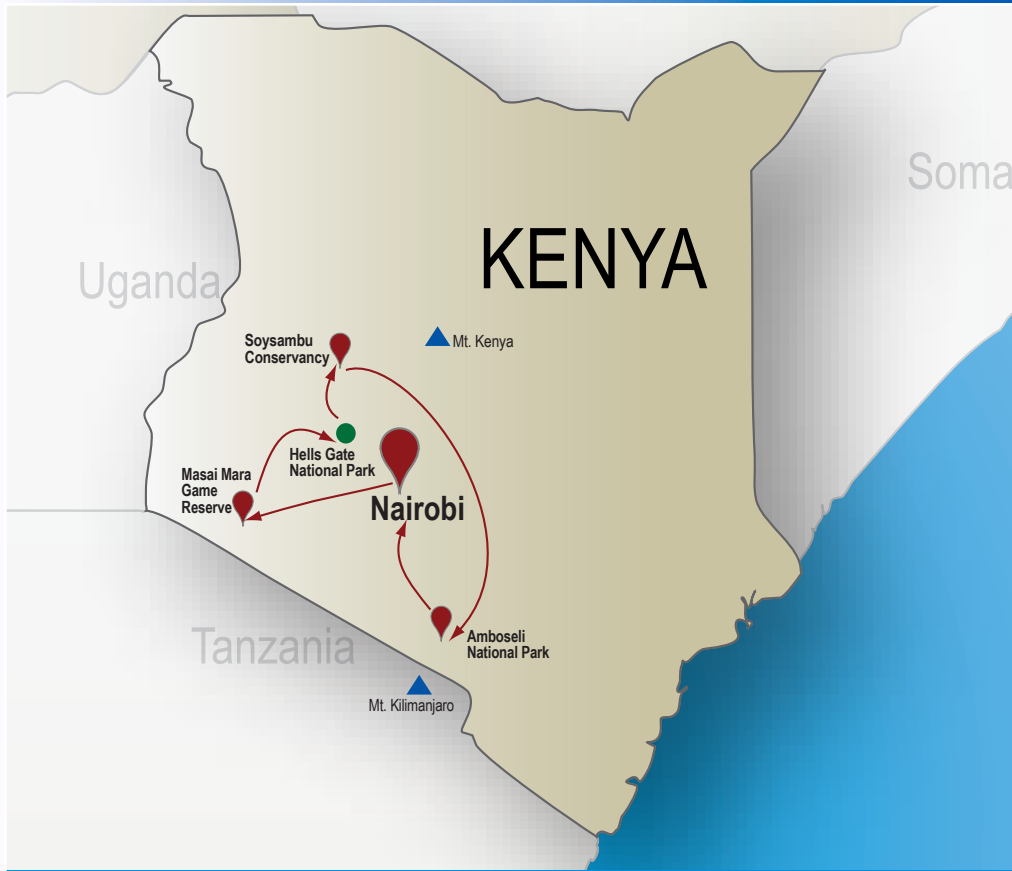 Soma
KENYA
Uganda
Soysambu
Conservancy
Mt. Kenya
Hells Gate
National Park
Masai Mara
Game
Reserve
Nairobi
Tanzania
Amboseli
National Park
Mt. Kilimanjaro